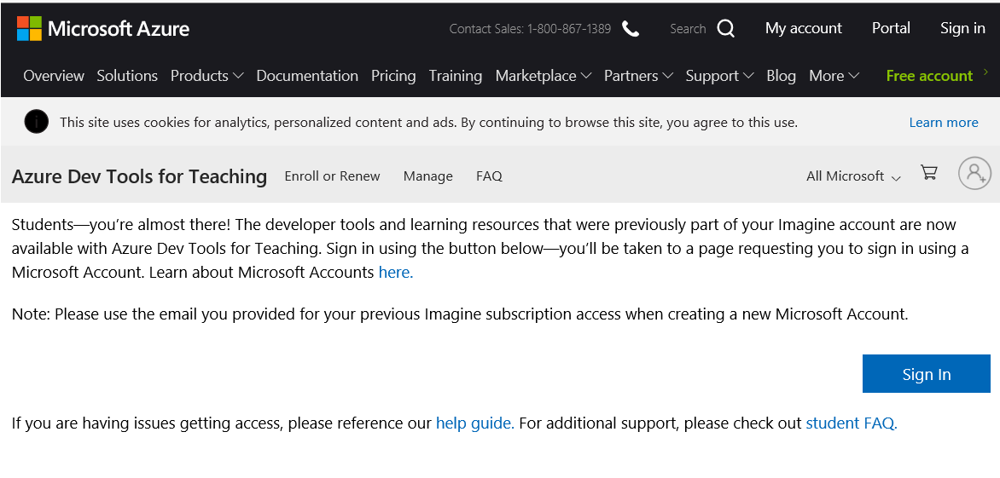 Microsoft Azure
Contact Sales: 1-800-867-1389
Search
My account
Portal
Sign in
Overview Solutions Products Documentation Pricing Training Marketplace Partners Support Blog More Free account
This site uses cookies for analytics, personalized content and ads. By continuing to browse this site, you agree to this use.
Learn more
Azure Dev Tools for Teaching
Enroll or Renew Manage FAQ
All Microsoft
Students—you’re almost there! The developer tools and learning resources that were previously part of your Imagine account are now
available with Azure Dev Tools for Teaching. Sign in using the button below—you’ll be taken to a page requesting you to sign in using a
Microsoft Account. Learn about Microsoft Accounts here.
Note: Please use the email you provided for your previous Imagine subscription access when creating a new Microsoft Account.
Sign In
If you are having issues getting access, please reference our help guide. For additional support, please check out student FAQ.